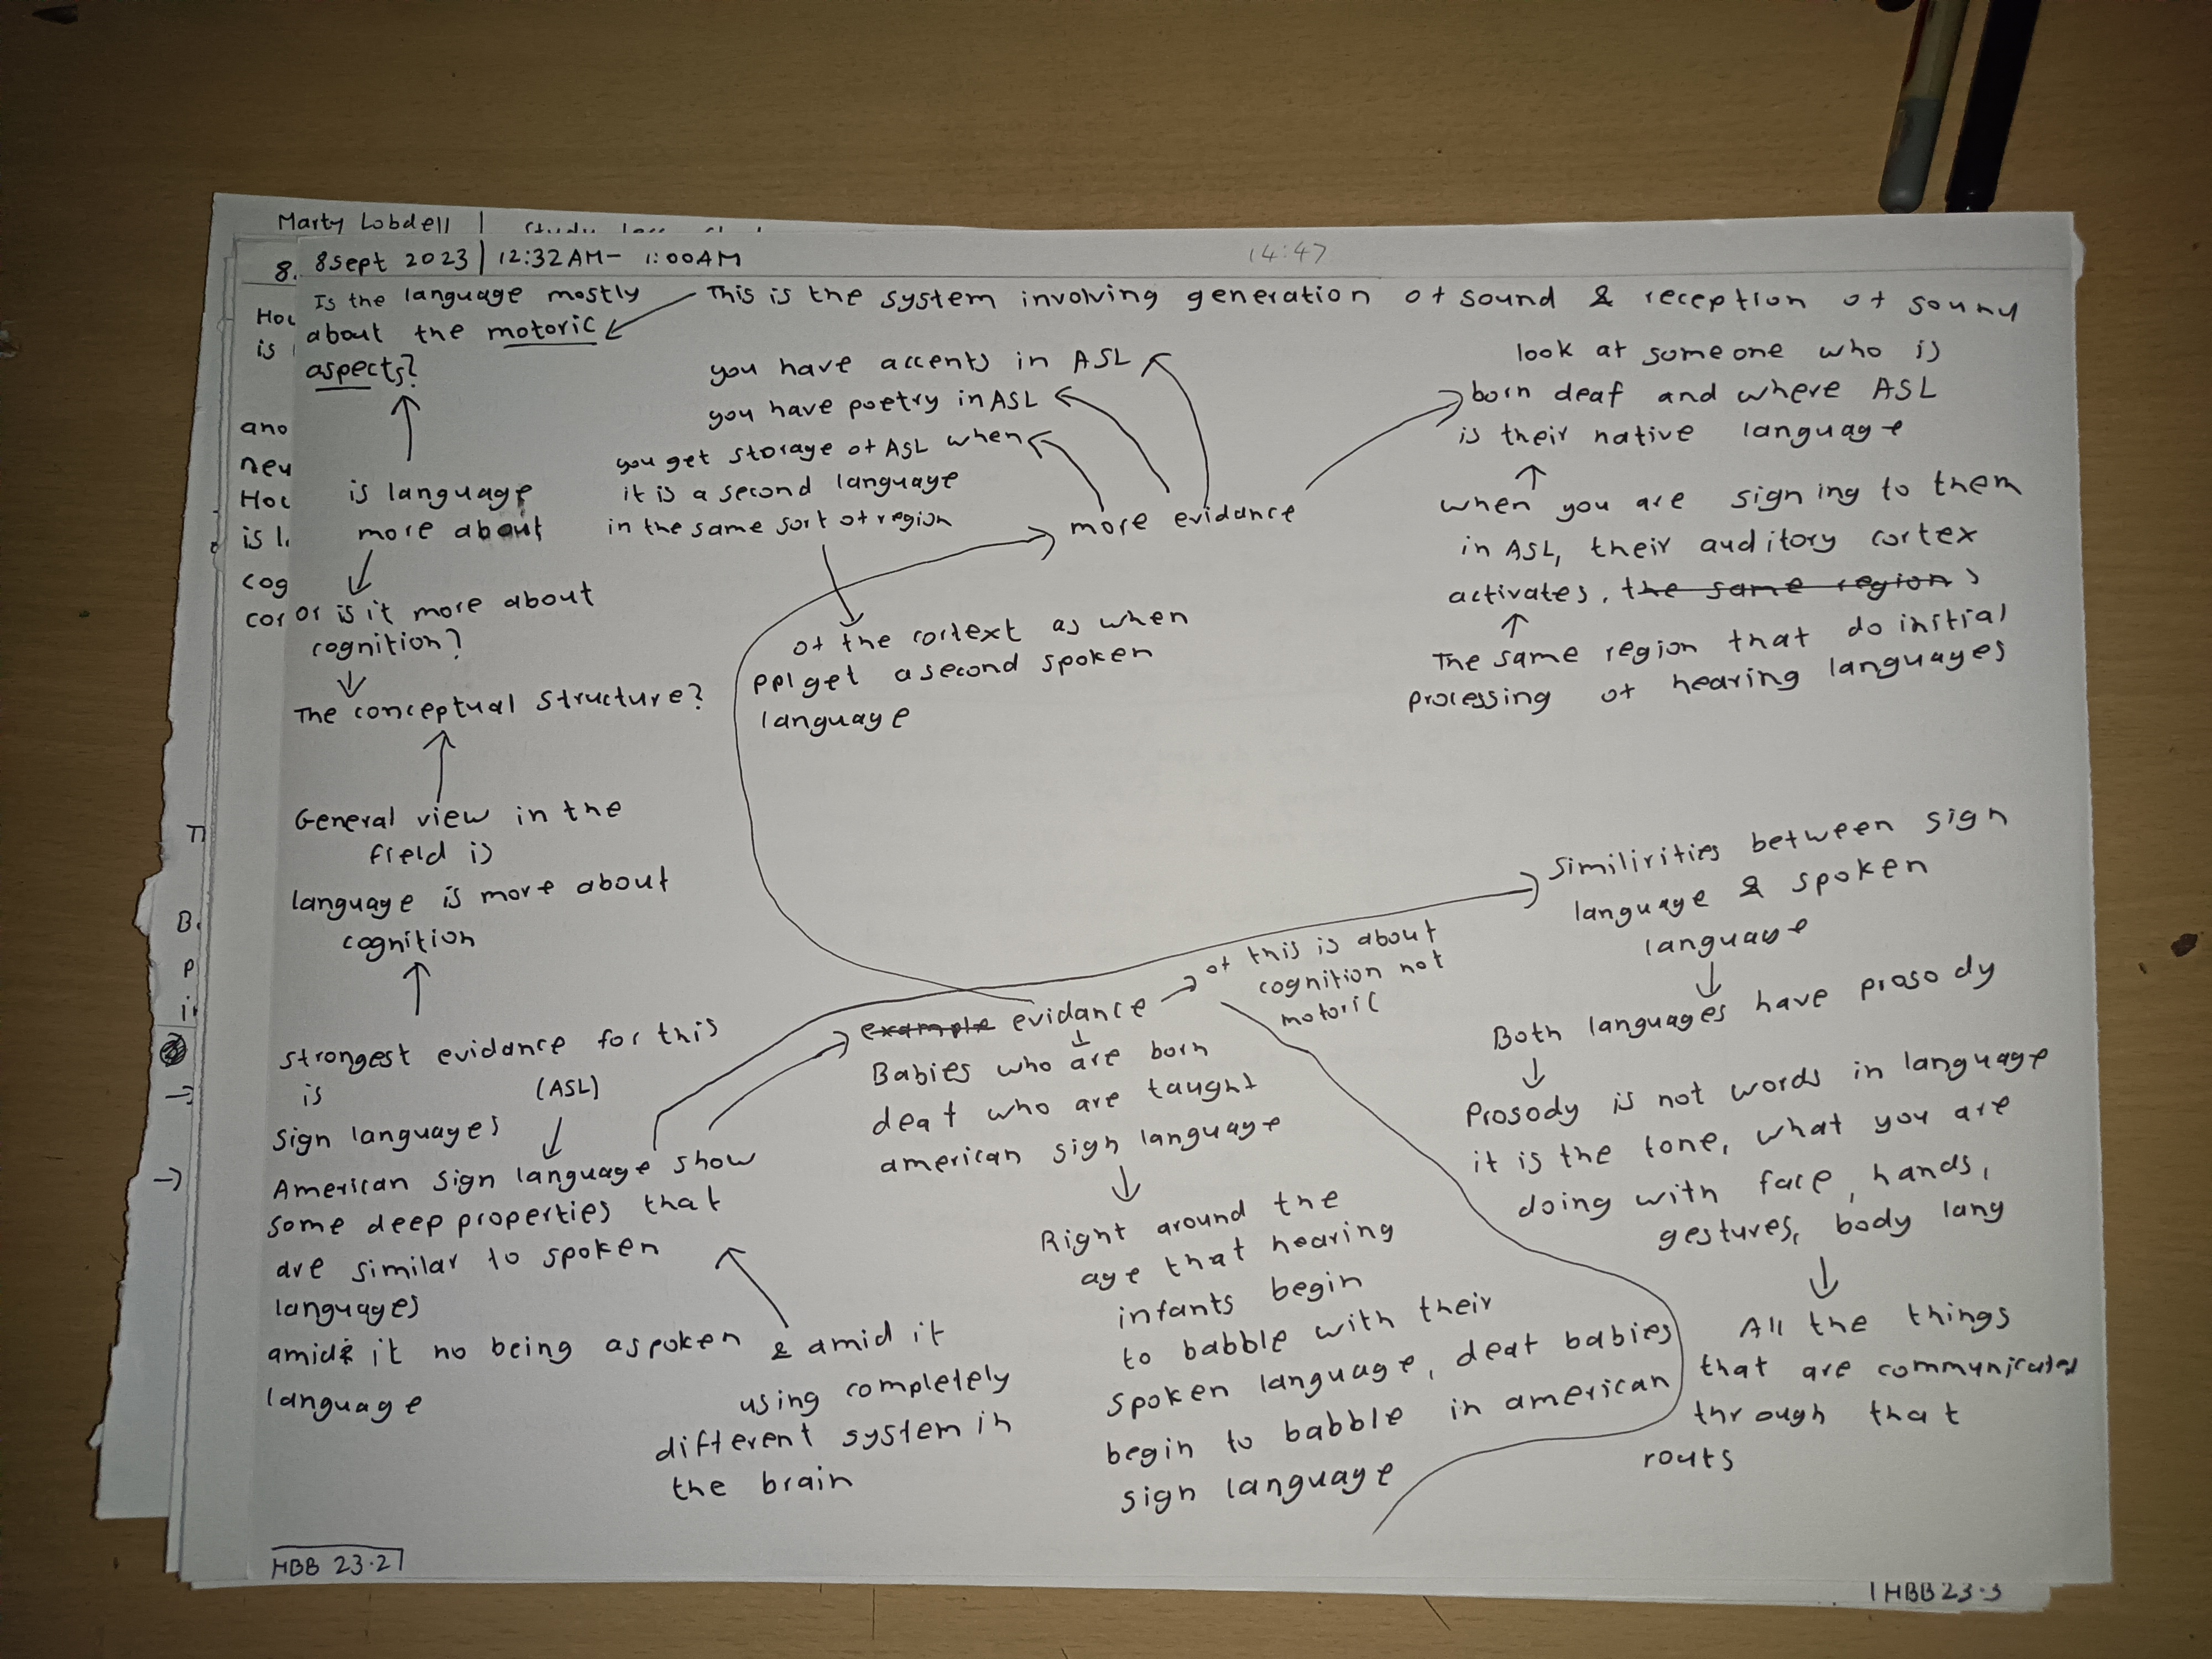 Marty Lobdell |
8sept 2023 | 12:32AM- 1:00AM
14:47
8.
Is the language mostly
about the motoric
aspects?
This is the system involving generation of sound & reception of sound
is language
more about
or is it more about
cognition?
The conceptual structure?
General view in the
field is
language is more about
cognition
strongest evidance for this
is
sign languages
(ASL)
American sign language show
some deep properties that
are similar to spoken
languages
amids it no being a spoken
language
& amid it
using completely
different system in
the brain
you have accents in ASL
you have poetry in ASL
you get storage of ASL when
it is a second language
in the same sort of region
of the cortext as when
ppl get a second spoken
language
more evidance
look at someone who is
born deaf and where ASL
is their native language
when you are signing to them
in ASL, their auditory cortex
activates, the same region
The same region that do initial
processing of hearing languages
example evidance
of this is about
cognition not
motoric
Babies who are born
deaf who are taught
american sign language
Right around the
age that hearing
infants begin
to babble with their
spoken language, deaf babies
begin to babble in american
sign language
Similirities between sign
language & spoken
language
Both languages have prosody
Prosody is not words in language
it is the tone, what you are
doing with face, hands,
gestures, body lang
All the things
that are communicated
through that
routs
HBB 23.2
HBB 23.3
is
ano
neu
is l.
cog
B.
P